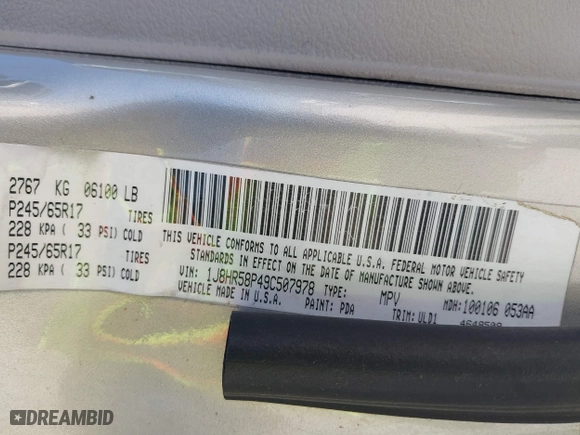 2767 KG 06100 LB
P245/65R17 TIRES
228 KPA ( 33 PSI) COLD
P245/65R17 TIRES
228 KPA ( 33 PSI) COLD
THIS VEHICLE CONFORMS TO ALL APPLICABLE U.S.A. FEDERAL MOTOR VEHICLE SAFETY
STANDARDS IN EFFECT ON THE DATE OF MANUFACTURE SHOWN ABOVE.
VIN: 1J8HR58P49C507978 TYPE: MPV MDH: 100106 053AA
VEHICLE MADE IN U.S.A. PAINT: PDA TRIM: VLD1
DREAMBID